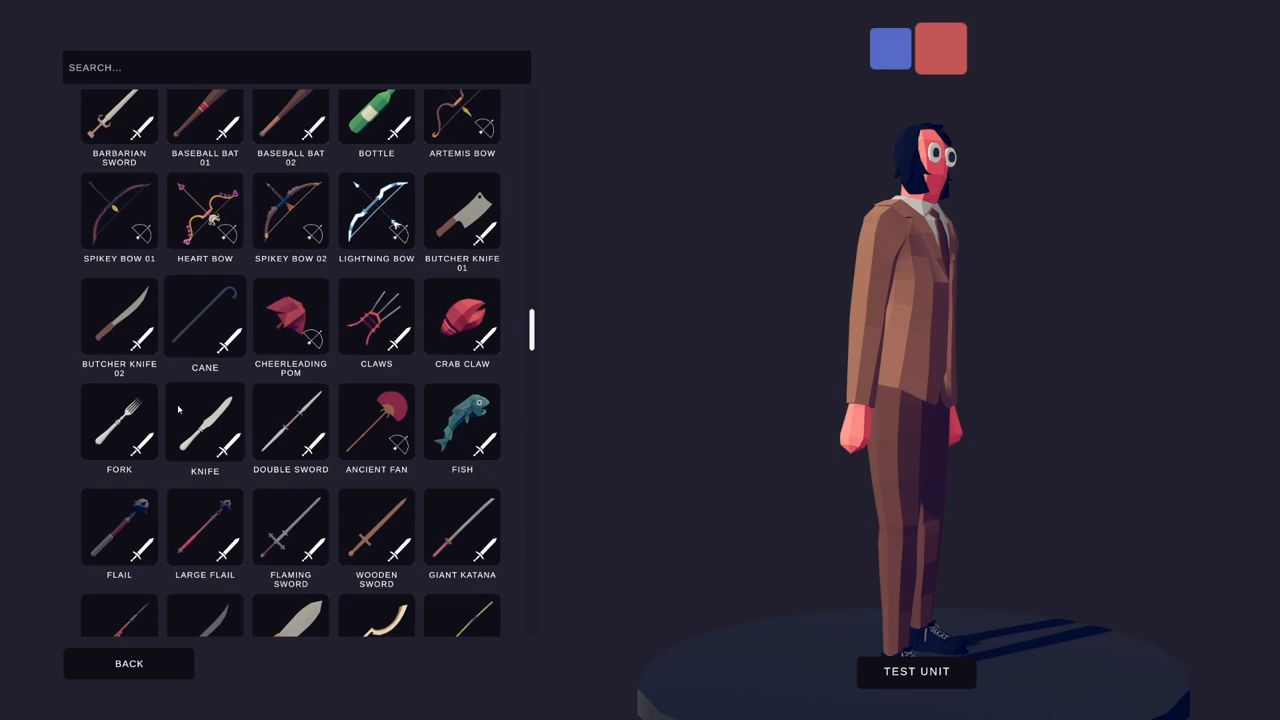 SEARCH...
BARBARIAN
SWORD
BASEBALL BAT
01
BASEBALL BAT
02
BOTTLE
ARTEMIS BOW
SPIKEY BOW 01
HEART BOW
SPIKEY BOW 02
LIGHTNING BOW
BUTCHER KNIFE
01
BUTCHER KNIFE
02
CANE
CHEERLEADING
POM
CLAWS
CRAB CLAW
FORK
KNIFE
DOUBLE SWORD
ANCIENT FAN
FISH
FLAIL
LARGE FLAIL
FLAMING
SWORD
WOODEN
SWORD
GIANT KATANA
BACK
TEST UNIT